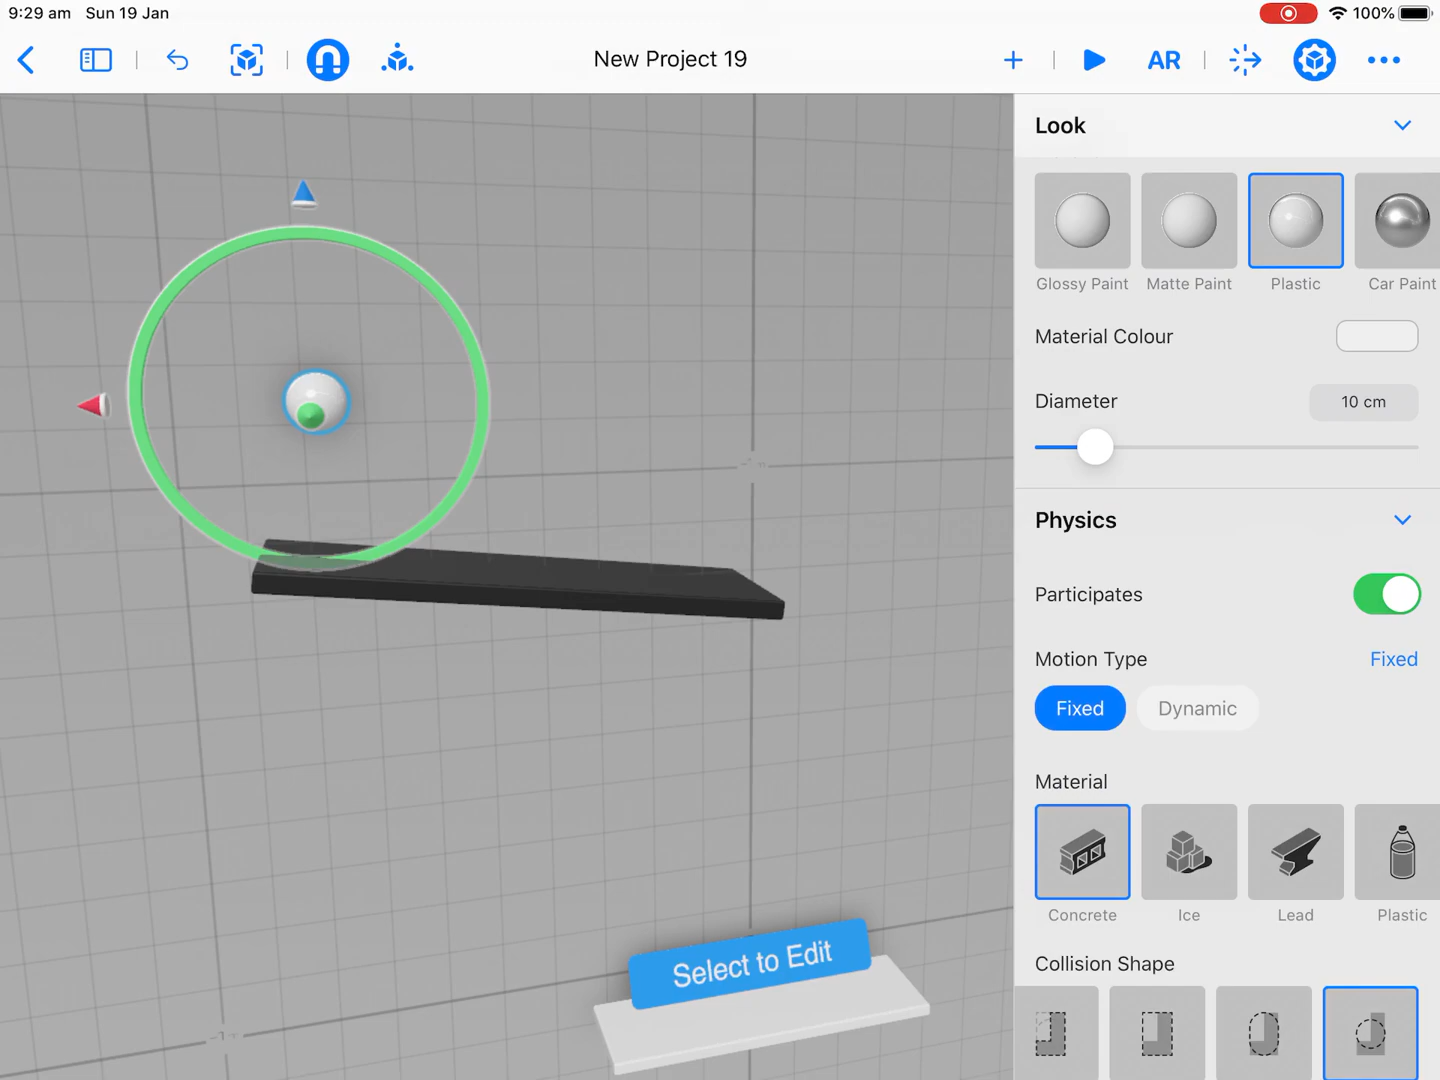 9:29 am Sun 19 Jan
100%
New Project 19
AR
Look
Glossy Paint Matte Paint Plastic Car Paint
Material Colour
Diameter 10 cm
Physics
Participates
Motion Type Fixed
Fixed Dynamic
Material
Concrete Ice Lead Plastic
Select to Edit
Collision Shape